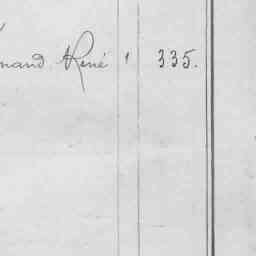 nand René 1 335.